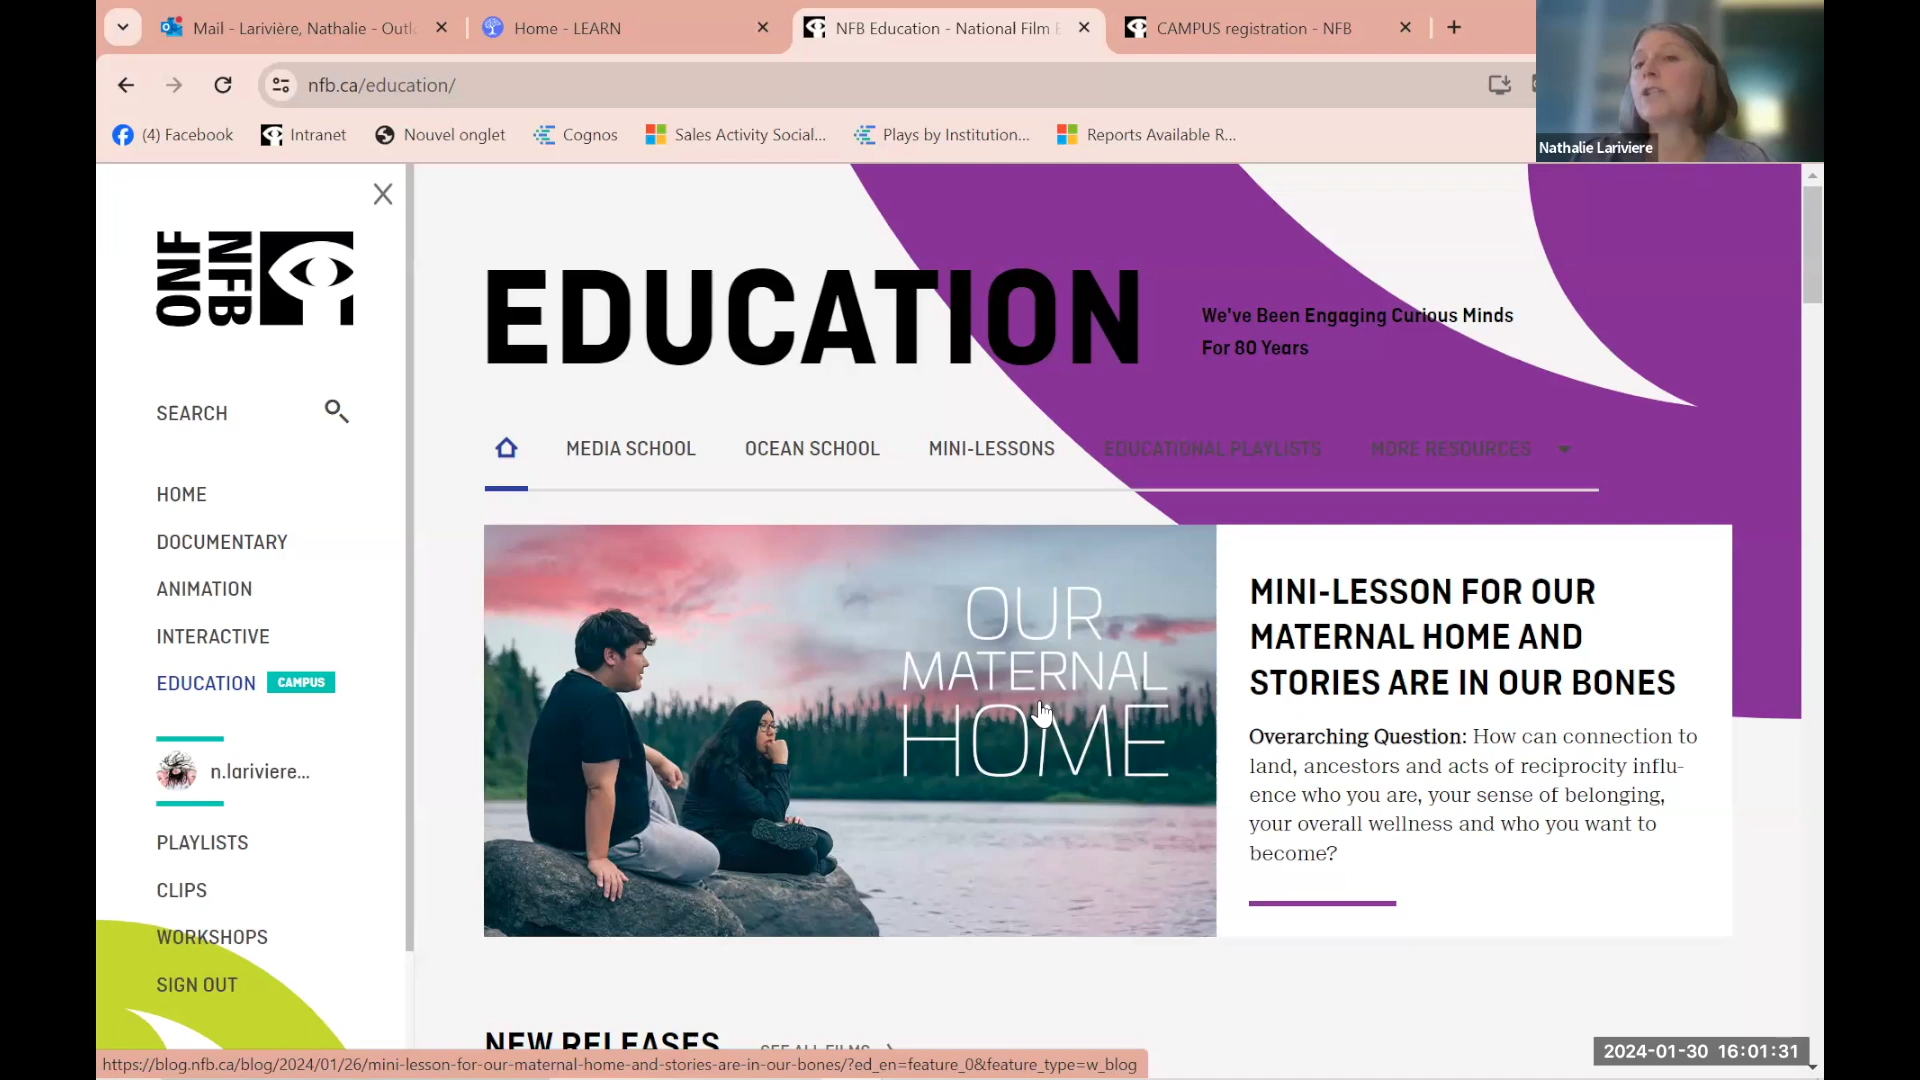 Mail - Larivière, Nathalie - Outl
Home - LEARN
NFB Education - National Film
CAMPUS registration - NFB
nfb.ca/education/
(4) Facebook
Intranet
Nouvel onglet
Cognos
Sales Activity Social...
Plays by Institution...
Reports Available R...
Nathalie Lariviere
ONF
NFB
SEARCH
HOME
DOCUMENTARY
ANIMATION
INTERACTIVE
EDUCATION CAMPUS
n.lariviere...
PLAYLISTS
CLIPS
WORKSHOPS
SIGN OUT
EDUCATION
We've Been Engaging Curious Minds
For 80 Years
MEDIA SCHOOL
OCEAN SCHOOL
MINI-LESSONS
EDUCATIONAL PLAYLISTS
MORE RESOURCES
OUR
MATERNAL
HOME
MINI-LESSON FOR OUR
MATERNAL HOME AND
STORIES ARE IN OUR BONES
Overarching Question: How can connection to
land, ancestors and acts of reciprocity influ-
ence who you are, your sense of belonging,
your overall wellness and who you want to
become?
NEW RELEASES
SEE ALL FILMS
https://blog.nfb.ca/blog/2024/01/26/mini-lesson-for-our-maternal-home-and-stories-are-in-our-bones/?ed_en=feature_0&feature_type=w_blog
2024-01-30 16:01:31